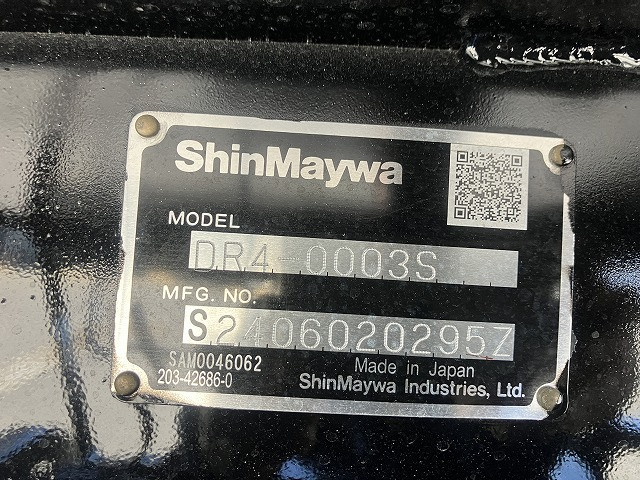 ShinMaywa
MODEL
DR4-0003S
MFG. NO.
S2406020295Z
SAM0046062
203-42686-0
Made in Japan
ShinMaywa Industries, Ltd.